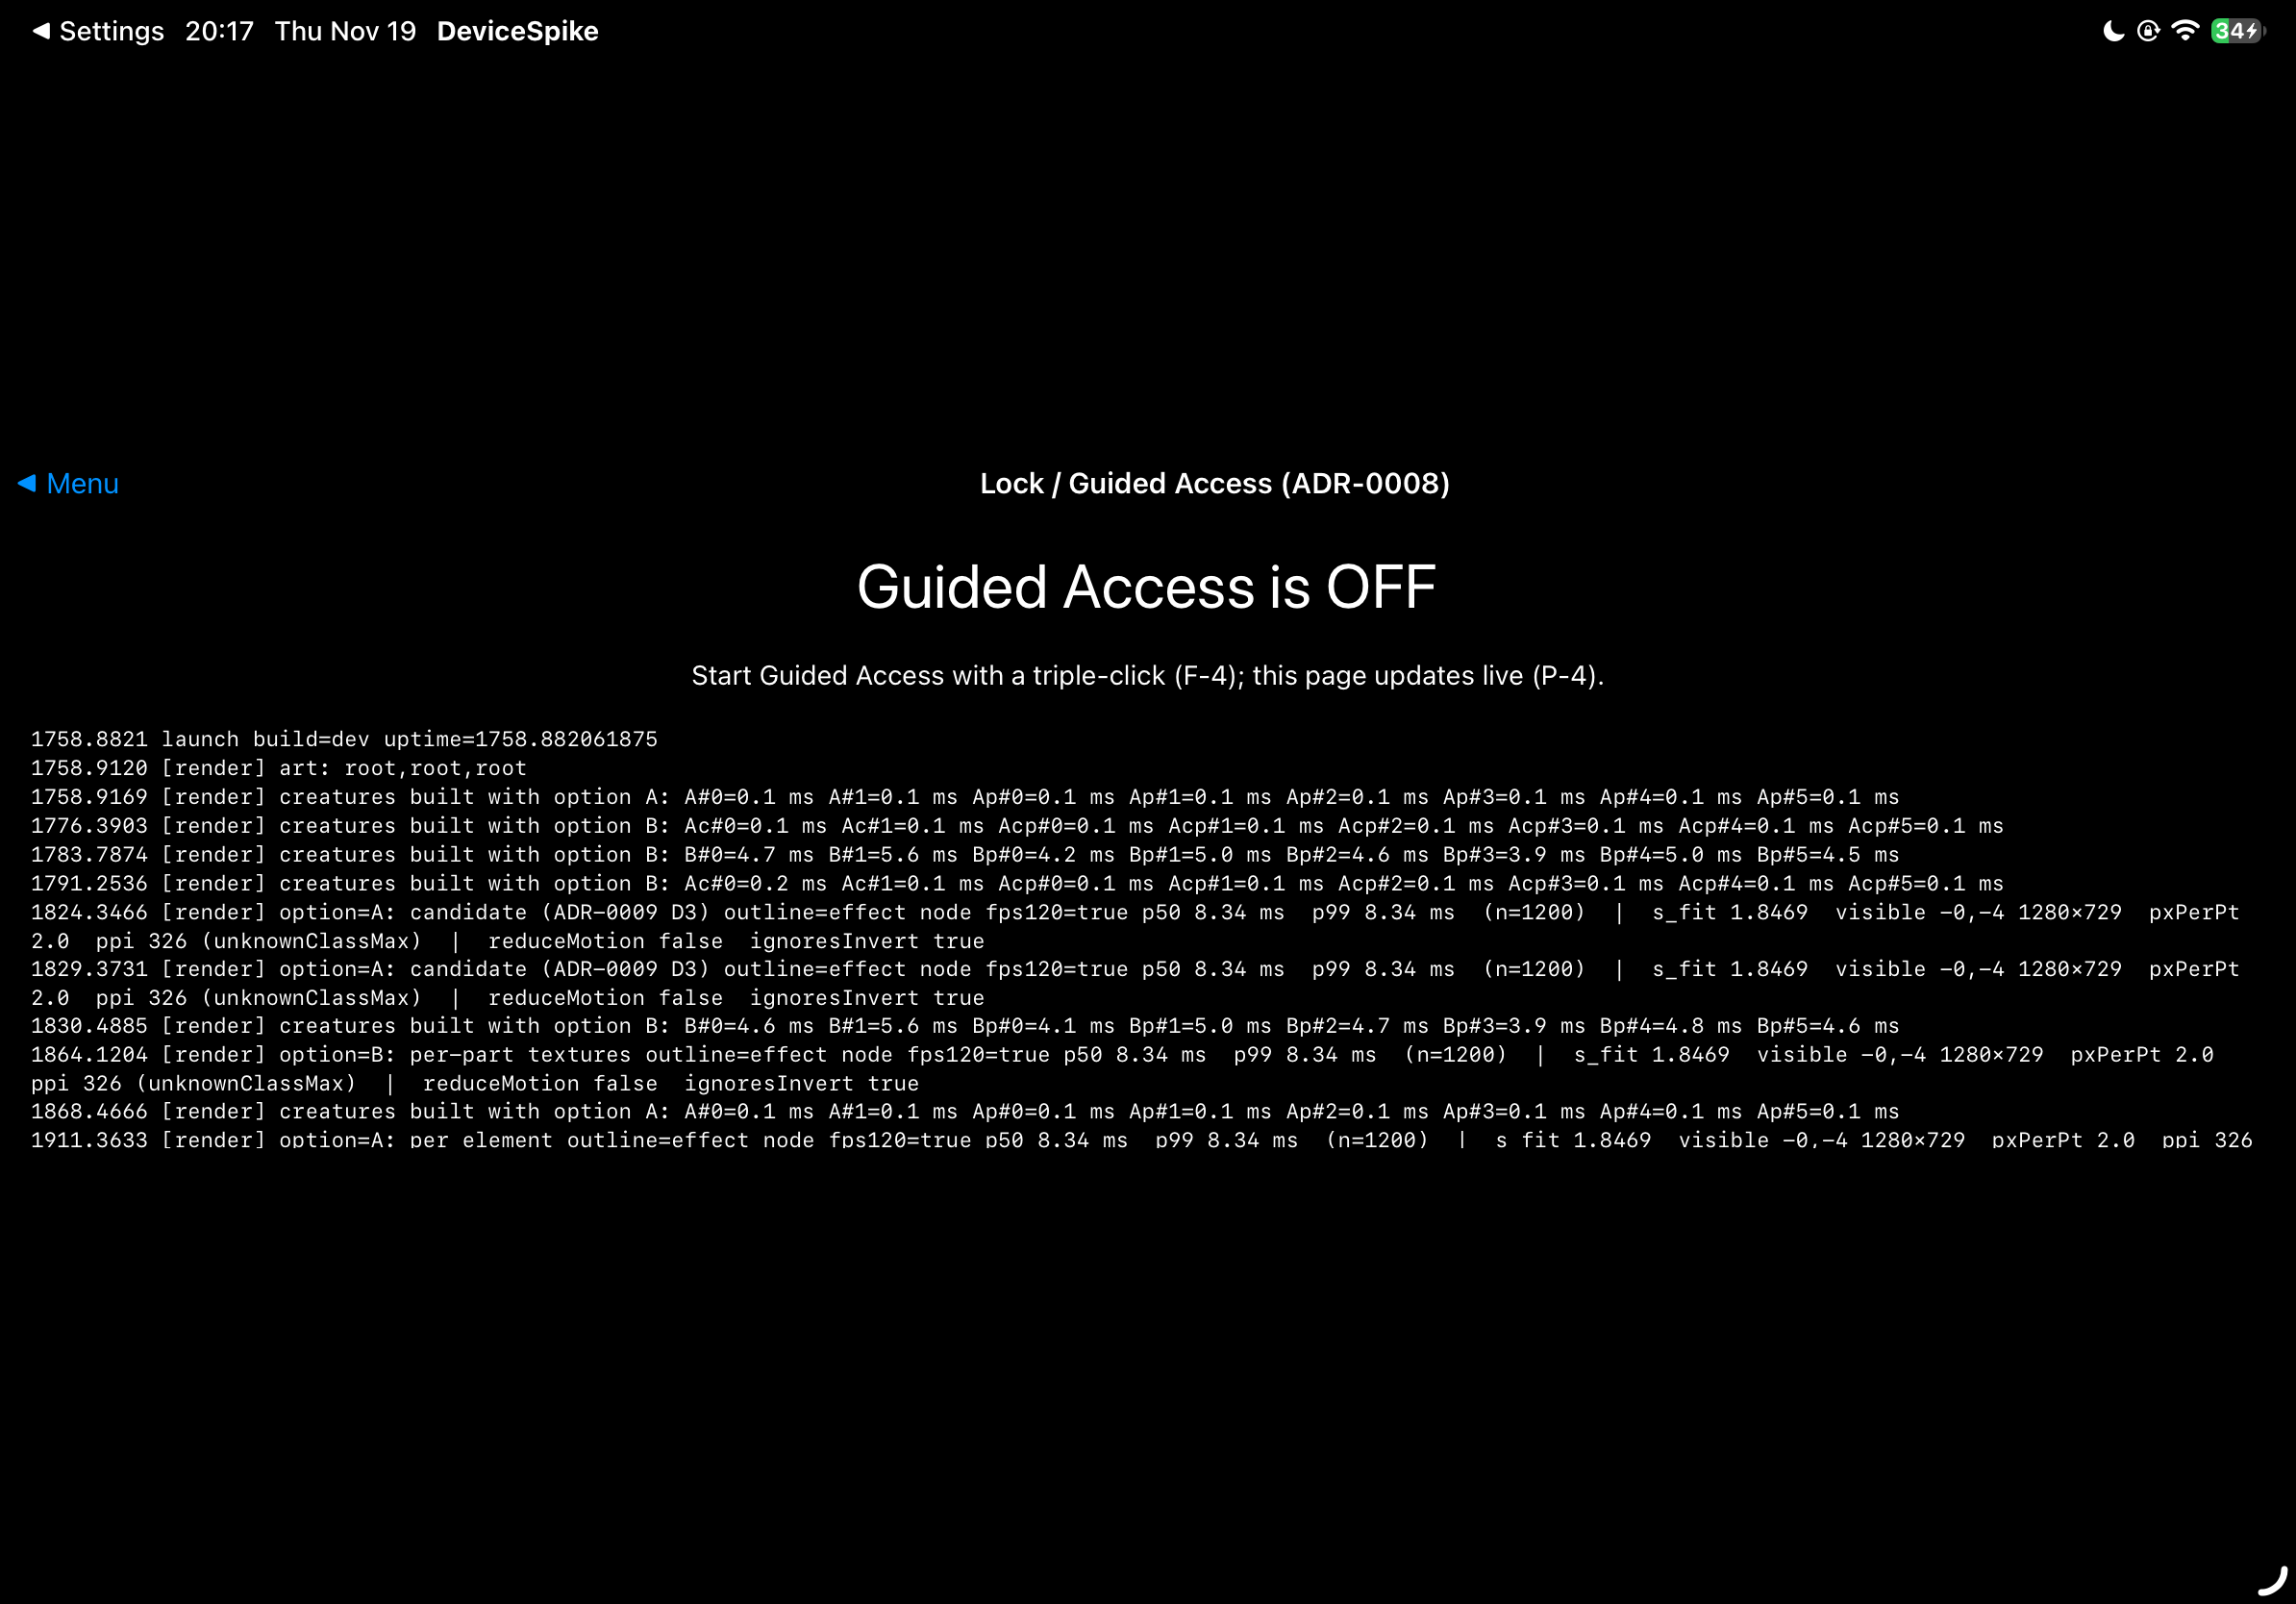 ◀ Settings 20:17 Thu Nov 19 DeviceSpike 34
◀ Menu Lock / Guided Access (ADR-0008)
Guided Access is OFF
Start Guided Access with a triple-click (F-4); this page updates live (P-4).
1758.8821 launch build=dev uptime=1758.882061875
1758.9120 [render] art: root,root,root
1758.9169 [render] creatures built with option A: A#0=0.1 ms A#1=0.1 ms Ap#0=0.1 ms Ap#1=0.1 ms Ap#2=0.1 ms Ap#3=0.1 ms Ap#4=0.1 ms Ap#5=0.1 ms
1776.3903 [render] creatures built with option B: Ac#0=0.1 ms Ac#1=0.1 ms Acp#0=0.1 ms Acp#1=0.1 ms Acp#2=0.1 ms Acp#3=0.1 ms Acp#4=0.1 ms Acp#5=0.1 ms
1783.7874 [render] creatures built with option B: B#0=4.7 ms B#1=5.6 ms Bp#0=4.2 ms Bp#1=5.0 ms Bp#2=4.6 ms Bp#3=3.9 ms Bp#4=5.0 ms Bp#5=4.5 ms
1791.2536 [render] creatures built with option B: Ac#0=0.2 ms Ac#1=0.1 ms Acp#0=0.1 ms Acp#1=0.1 ms Acp#2=0.1 ms Acp#3=0.1 ms Acp#4=0.1 ms Acp#5=0.1 ms
1824.3466 [render] option=A: candidate (ADR-0009 D3) outline=effect node fps120=true p50 8.34 ms  p99 8.34 ms  (n=1200)  |  s_fit 1.8469  visible -0,-4 1280×729  pxPerPt
2.0  ppi 326 (unknownClassMax)  |  reduceMotion false  ignoresInvert true
1829.3731 [render] option=A: candidate (ADR-0009 D3) outline=effect node fps120=true p50 8.34 ms  p99 8.34 ms  (n=1200)  |  s_fit 1.8469  visible -0,-4 1280×729  pxPerPt
2.0  ppi 326 (unknownClassMax)  |  reduceMotion false  ignoresInvert true
1830.4885 [render] creatures built with option B: B#0=4.6 ms B#1=5.6 ms Bp#0=4.1 ms Bp#1=5.0 ms Bp#2=4.7 ms Bp#3=3.9 ms Bp#4=4.8 ms Bp#5=4.6 ms
1864.1204 [render] option=B: per-part textures outline=effect node fps120=true p50 8.34 ms  p99 8.34 ms  (n=1200)  |  s_fit 1.8469  visible -0,-4 1280×729  pxPerPt 2.0
ppi 326 (unknownClassMax)  |  reduceMotion false  ignoresInvert true
1868.4666 [render] creatures built with option A: A#0=0.1 ms A#1=0.1 ms Ap#0=0.1 ms Ap#1=0.1 ms Ap#2=0.1 ms Ap#3=0.1 ms Ap#4=0.1 ms Ap#5=0.1 ms
1911.3633 [render] option=A: per element outline=effect node fps120=true p50 8.34 ms  p99 8.34 ms  (n=1200)  |  s fit 1.8469  visible -0,-4 1280×729  pxPerPt 2.0  ppi 326